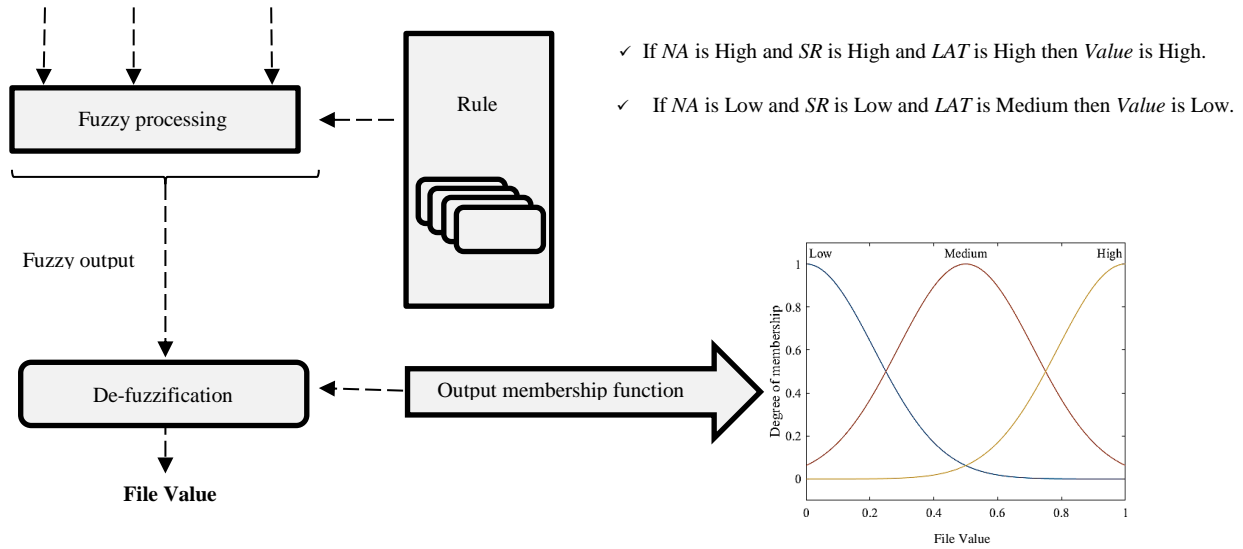 ✓ If NA is High and SR is High and LAT is High then Value is High.
✓ If NA is Low and SR is Low and LAT is Medium then Value is Low.
Fuzzy processing
Rule
Fuzzy output
De-fuzzification
Output membership function
File Value
Low
Medium
High
1
0.8
0.6
0.4
0.2
0
Degree of membership
0 0.2 0.4 0.6 0.8 1
File Value